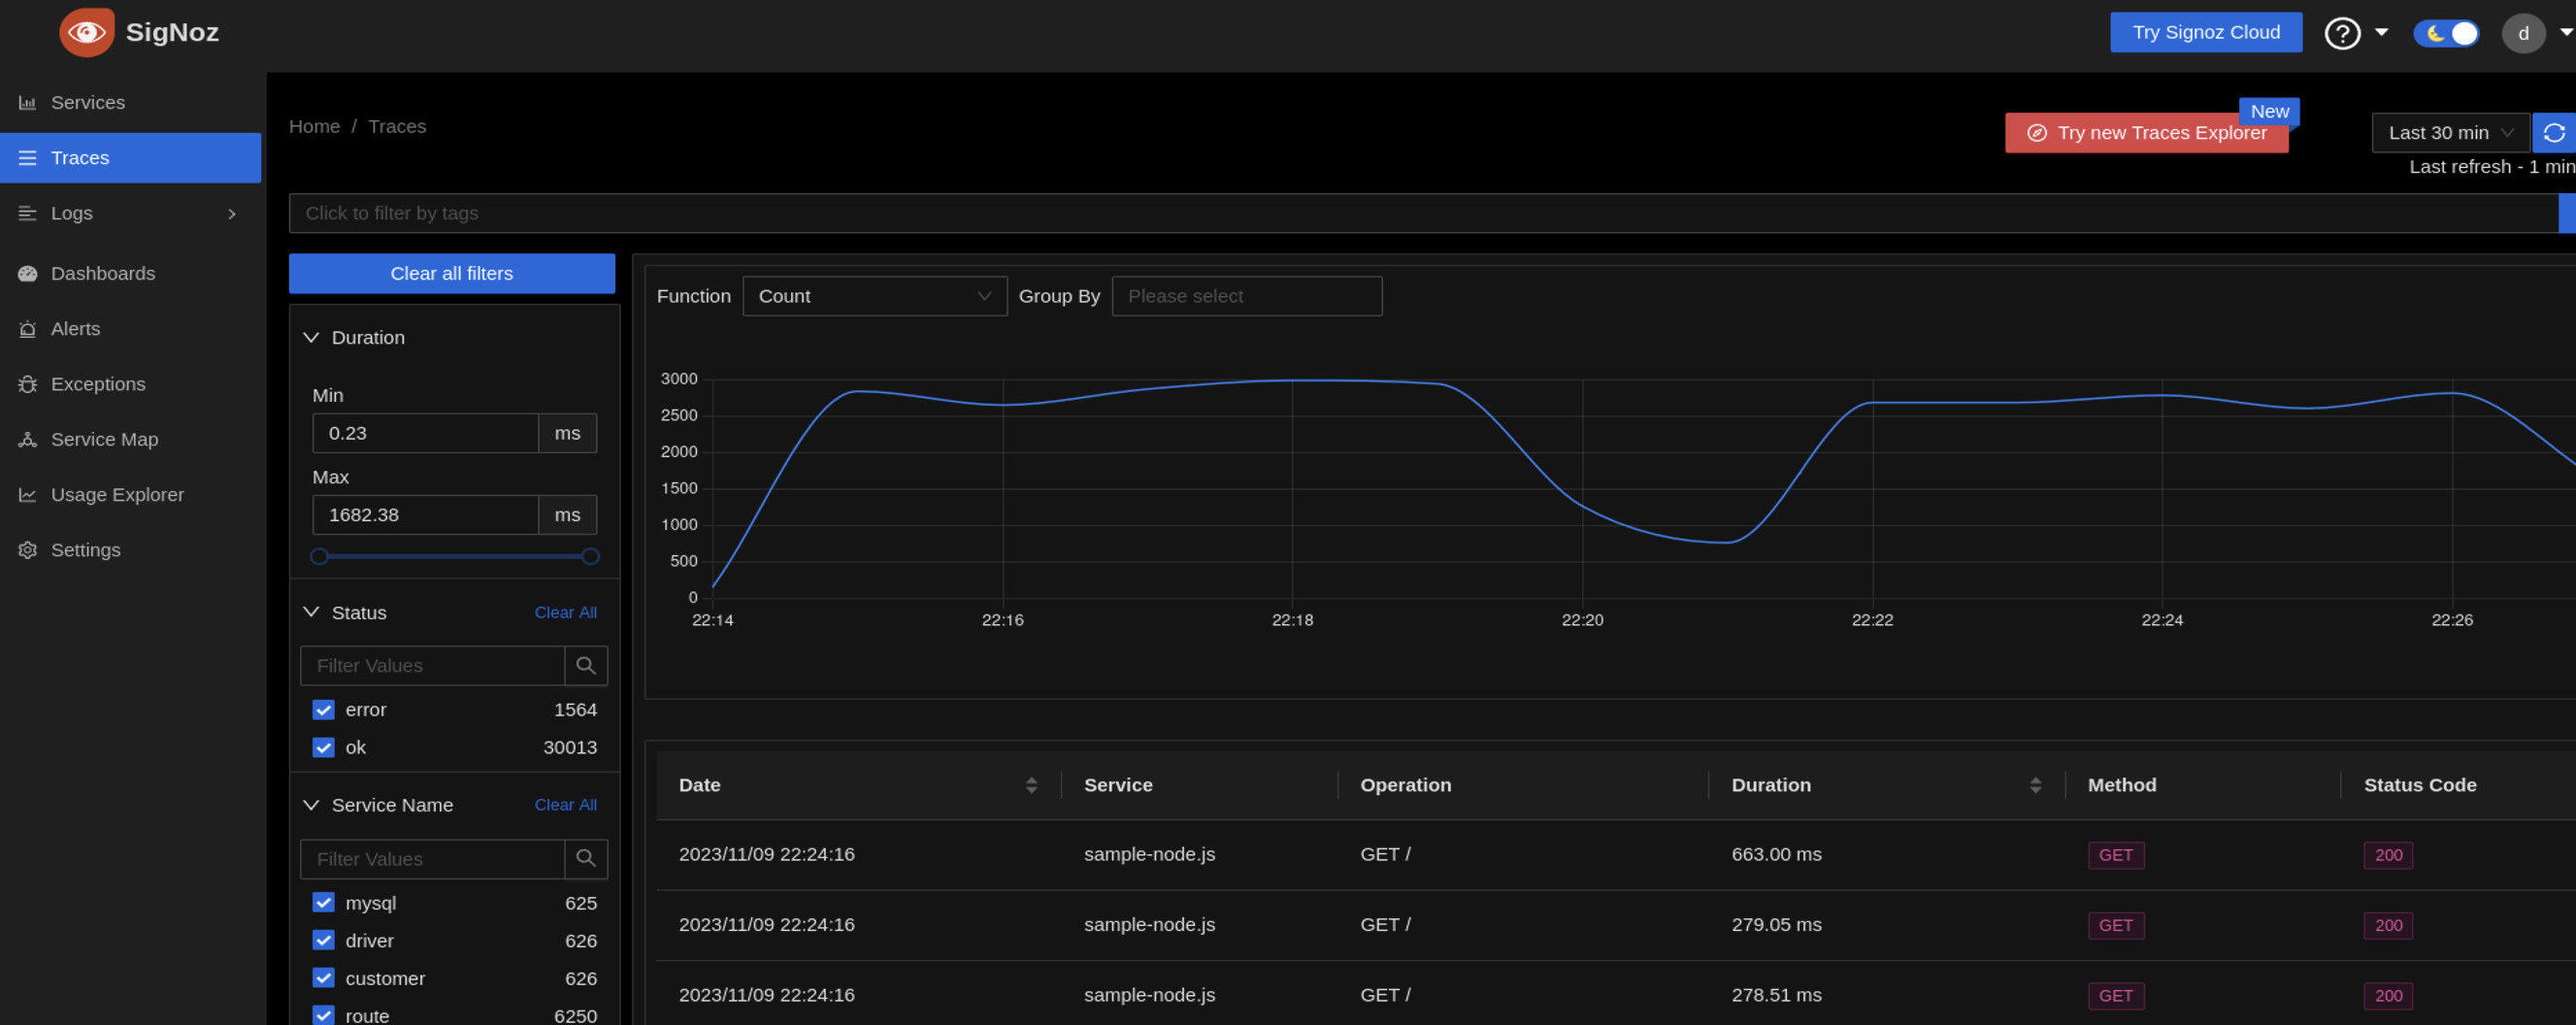 SigNoz
Try Signoz Cloud
d
Services
Traces
Logs
Dashboards
Alerts
Exceptions
Service Map
Usage Explorer
Settings
Home / Traces
Try new Traces Explorer
New
Last 30 min
Last refresh - 1 min
Click to filter by tags
Clear all filters
Duration
Min
0.23 ms
Max
1682.38 ms
Status Clear All
Filter Values
error 1564
ok 30013
Service Name Clear All
Filter Values
mysql 625
driver 626
customer 626
route 6250
Function Count Group By Please select
3000
2500
2000
1500
1000
500
0
22:14 22:16 22:18 22:20 22:22 22:24 22:26
Date Service Operation Duration Method Status Code
2023/11/09 22:24:16 sample-node.js GET / 663.00 ms GET 200
2023/11/09 22:24:16 sample-node.js GET / 279.05 ms GET 200
2023/11/09 22:24:16 sample-node.js GET / 278.51 ms GET 200